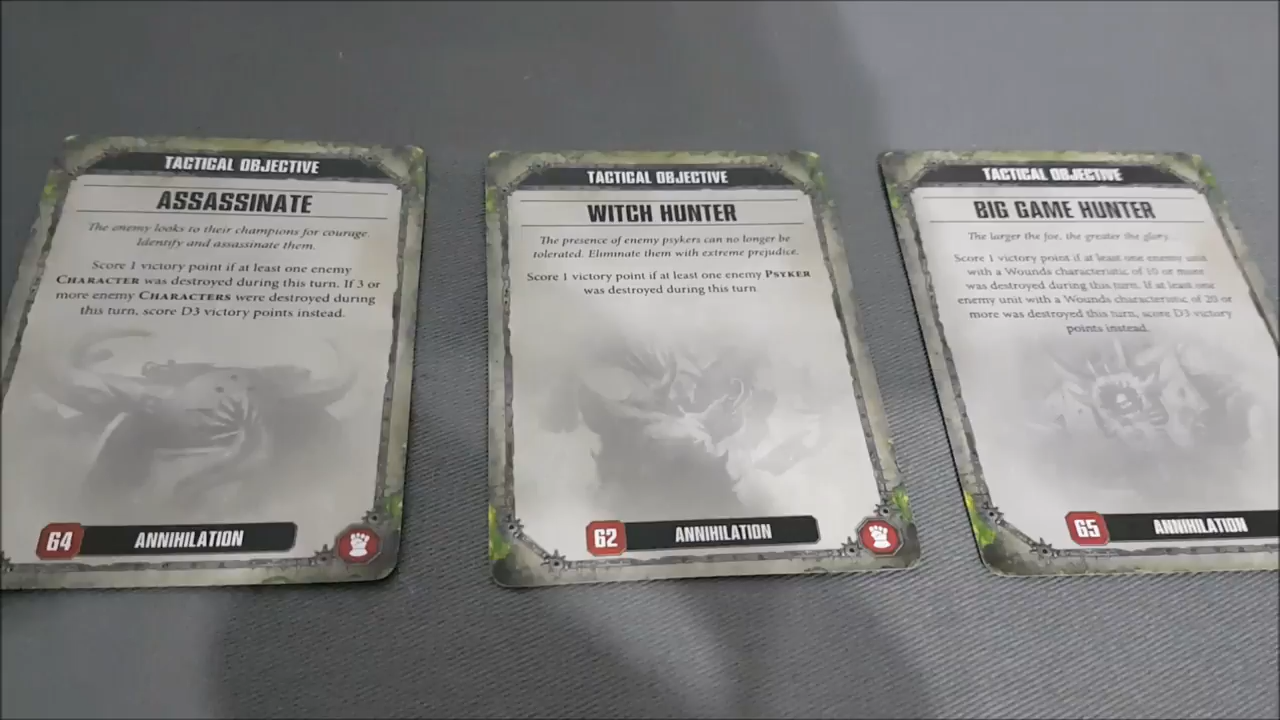 TACTICAL OBJECTIVE
ASSASSINATE
The enemy looks to their champions for courage.
Identify and assassinate them.
Score 1 victory point if at least one enemy
CHARACTER was destroyed during this turn. If 3 or
more enemy CHARACTERS were destroyed during
this turn, score D3 victory points instead.
64
ANNIHILATION
TACTICAL OBJECTIVE
WITCH HUNTER
The presence of enemy psykers can no longer be
tolerated. Eliminate them with extreme prejudice.
Score 1 victory point if at least one enemy PSYKER
was destroyed during this turn.
62
ANNIHILATION
TACTICAL OBJECTIVE
BIG GAME HUNTER
The larger the foe, the greater the glory...
Score 1 victory point if at least one enemy unit
with a Wounds characteristic of 10 or more
was destroyed during this turn. If at least one
enemy unit with a Wounds characteristic of 20 or
more was destroyed this turn, score D3 victory
points instead.
65
ANNIHILATION